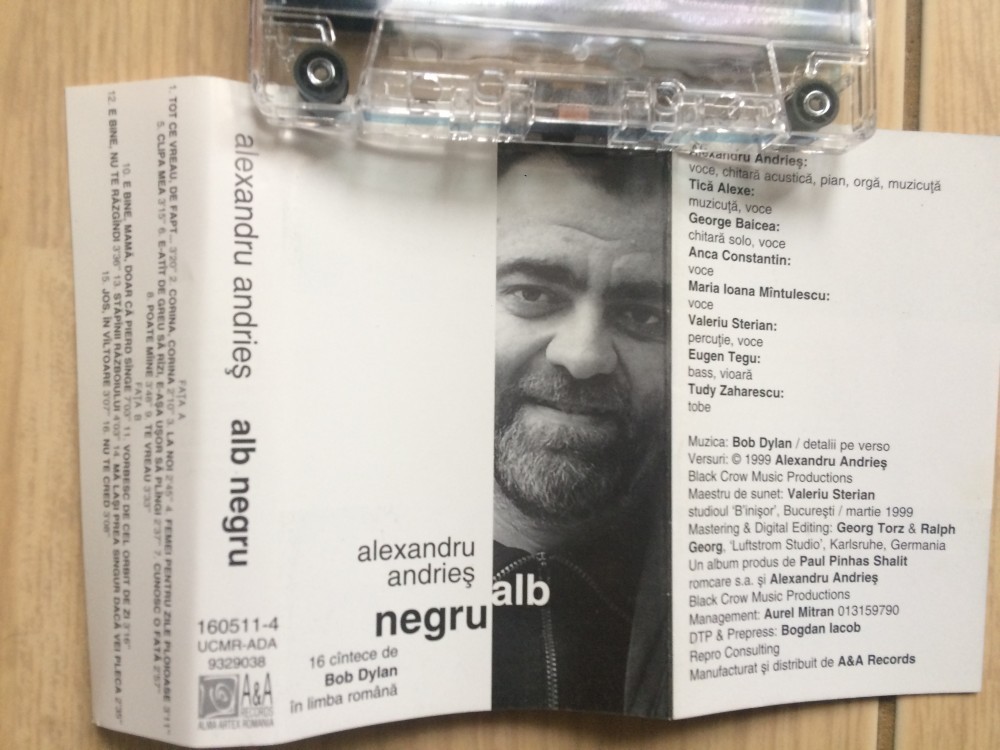 1. TOT CE VREAU, DE FAPT... 3'20" 2. CORINA, CORINA 2'10" 3. LA NOI 2'45" 4. FEMEI PENTRU ZILE PLOIOASE 3'11"
5. CLIPA MEA 3'15" 6. E-ATÎT DE GREU SĂ RÎZI, E-AŞA UŞOR SĂ PLÎNGI 2'37" 7. CUNOSC O FATĂ 2'57"
8. POATE MÎINE 3'48" 9. TE VREAU 3'33"
FAŢA A
FAŢA B
10. E BINE, MAMĂ, DOAR CĂ PIERD SÎNGE 7'03" 11. VORBESC DE CEL ORBIT DE ZI 3'16"
12. E BINE, NU TE RĂZGÎNDI 3'36" 13. STĂPÎNII RĂZBOIULUI 4'03" 14. MĂ LAŞI PREA SINGUR DACĂ VEI PLECA 2'35"
15. JOS, ÎN VÎLTOARE 3'07" 16. NU TE CRED 3'08"
alexandru andrieş alb negru
160511-4
UCMR-ADA
9329038
A&A
RECORDS
ALMA ARTEX ROMANIA
alexandru
andrieş
alb
negru
16 cîntece de
Bob Dylan
în limba română
Alexandru Andrieş:
voce, chitară acustică, pian, orgă, muzicuţă
Tică Alexe:
muzicuţă, voce
George Baicea:
chitară solo, voce
Anca Constantin:
voce
Maria Ioana Mîntulescu:
voce
Valeriu Sterian:
percuţie, voce
Eugen Tegu:
bass, vioară
Tudy Zaharescu:
tobe
Muzica: Bob Dylan / detalii pe verso
Versuri: © 1999 Alexandru Andrieş
Black Crow Music Productions
Maestru de sunet: Valeriu Sterian
studioul 'B'inişor', Bucureşti / martie 1999
Mastering & Digital Editing: Georg Torz & Ralph
Georg, 'Luftstrom Studio', Karlsruhe, Germania
Un album produs de Paul Pinhas Shalit
romcare s.a. şi Alexandru Andrieş
Black Crow Music Productions
Management: Aurel Mitran 013159790
DTP & Prepress: Bogdan Iacob
Repro Consulting
Manufacturat şi distribuit de A&A Records